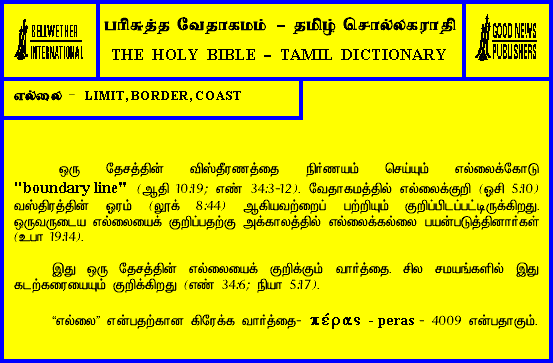 BELLWETHER
INTERNATIONAL
பரிசுத்த வேதாகமம் - தமிழ் சொல்லகராதி
THE HOLY BIBLE - TAMIL DICTIONARY
GOOD NEWS
PUBLISHERS
எல்லை - LIMIT, BORDER, COAST
ஒரு தேசத்தின் விஸ்தீரணத்தை நிர்ணயம் செய்யும் எல்லைக்கோடு
"boundary line" (ஆதி 10:19; எண் 34:3-12). வேதாகமத்தில் எல்லைக்குறி (ஓசி 5:10)
வஸ்திரத்தின் ஓரம் (லூக் 8:44) ஆகியவற்றைப் பற்றியும் குறிப்பிடப்பட்டிருக்கிறது.
ஒருவருடைய எல்லையைக் குறிப்பதற்கு அக்காலத்தில் எல்லைக்கல்லை பயன்படுத்தினார்கள்
(உபா 19:14).
இது ஒரு தேசத்தின் எல்லையைக் குறிக்கும் வார்த்தை. சில சமயங்களில் இது
கடற்கரையையும் குறிக்கிறது (எண் 34:6; நியா 5:17).
“எல்லை” என்பதற்கான கிரேக்க வார்த்தை- πέρας - peras - 4009 என்பதாகும்.